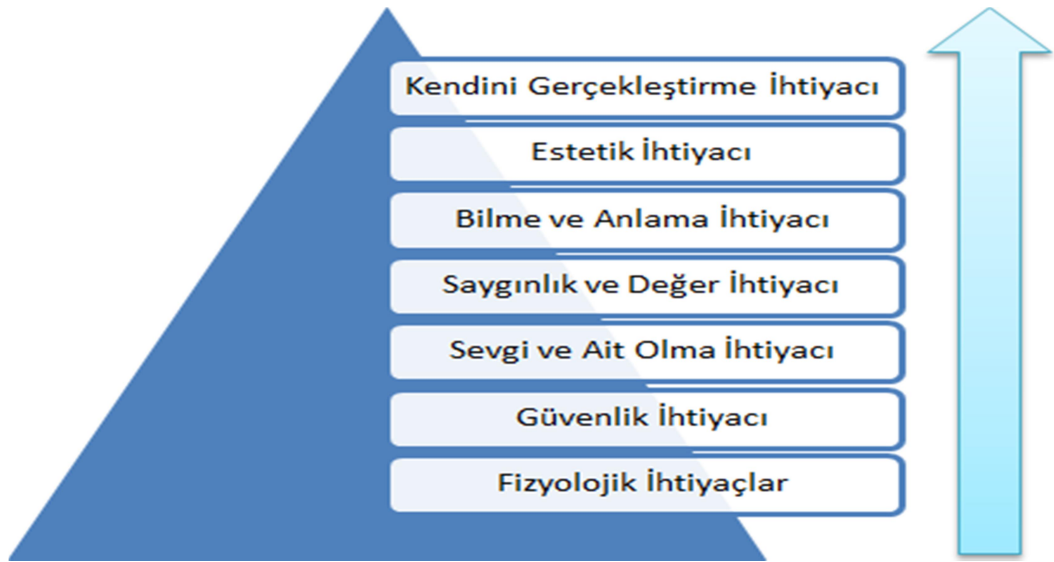 Kendini Gerçekleştirme İhtiyacı
Estetik İhtiyacı
Bilme ve Anlama İhtiyacı
Saygınlık ve Değer İhtiyacı
Sevgi ve Ait Olma İhtiyacı
Güvenlik İhtiyacı
Fizyolojik İhtiyaçlar